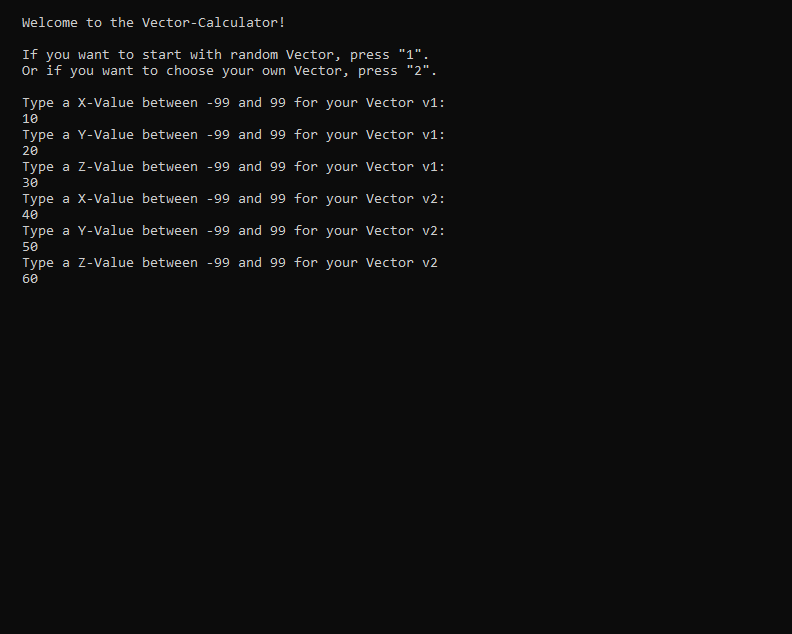 Welcome to the Vector-Calculator!
If you want to start with random Vector, press "1".
Or if you want to choose your own Vector, press "2".
Type a X-Value between -99 and 99 for your Vector v1:
10
Type a Y-Value between -99 and 99 for your Vector v1:
20
Type a Z-Value between -99 and 99 for your Vector v1:
30
Type a X-Value between -99 and 99 for your Vector v2:
40
Type a Y-Value between -99 and 99 for your Vector v2:
50
Type a Z-Value between -99 and 99 for your Vector v2
60